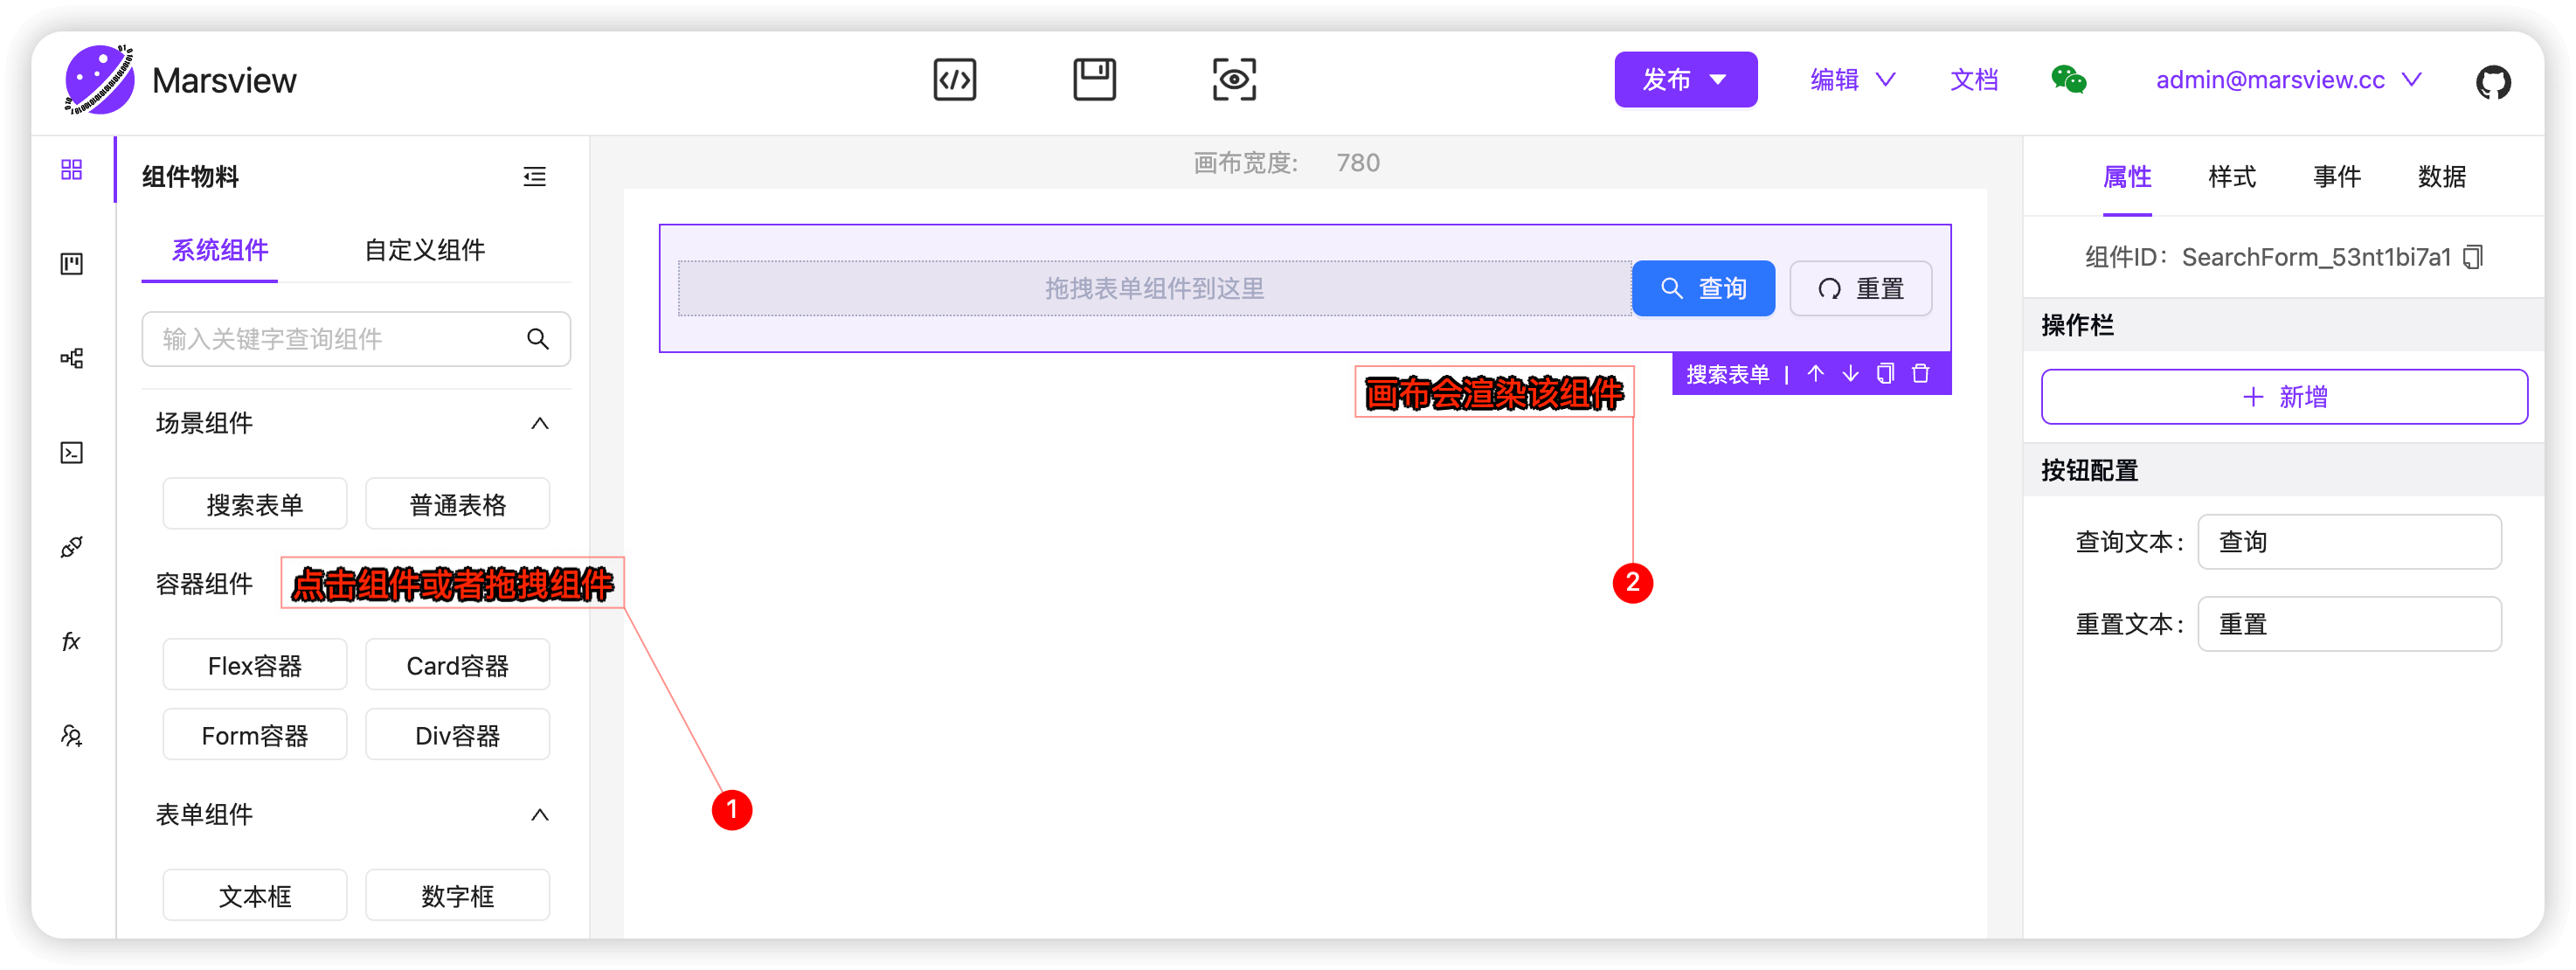 Marsview
发布
编辑
文档
admin@marsview.cc
组件物料
系统组件
自定义组件
输入关键字查询组件
场景组件
搜索表单
普通表格
容器组件
点击组件或者拖拽组件
Flex容器
Card容器
Form容器
Div容器
1
表单组件
文本框
数字框
画布宽度: 780
拖拽表单组件到这里
查询
重置
搜索表单 |
画布会渲染该组件
2
属性
样式
事件
数据
组件ID: SearchForm_53nt1bi7a1
操作栏
新增
按钮配置
查询文本: 查询
重置文本: 重置